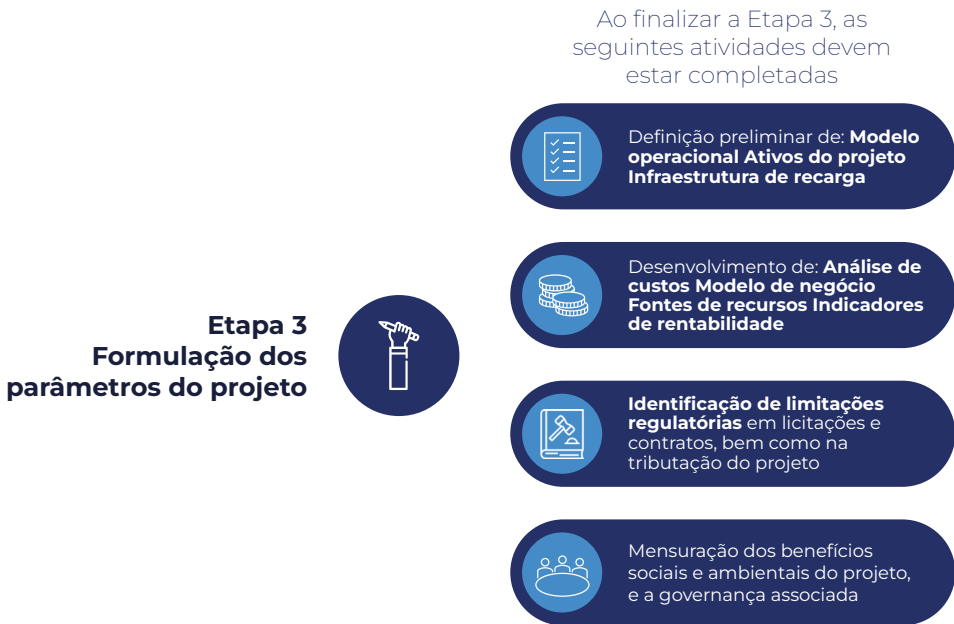 Ao finalizar a Etapa 3, as
seguintes atividades devem
estar completadas
Definição preliminar de: Modelo
operacional Ativos do projeto
Infraestrutura de recarga
Desenvolvimento de: Análise de
custos Modelo de negócio
Fontes de recursos Indicadores
de rentabilidade
Etapa 3
Formulação dos
parâmetros do projeto
Identificação de limitações
regulatórias em licitações e
contratos, bem como na
tributação do projeto
Mensuração dos benefícios
sociais e ambientais do projeto,
e a governança associada